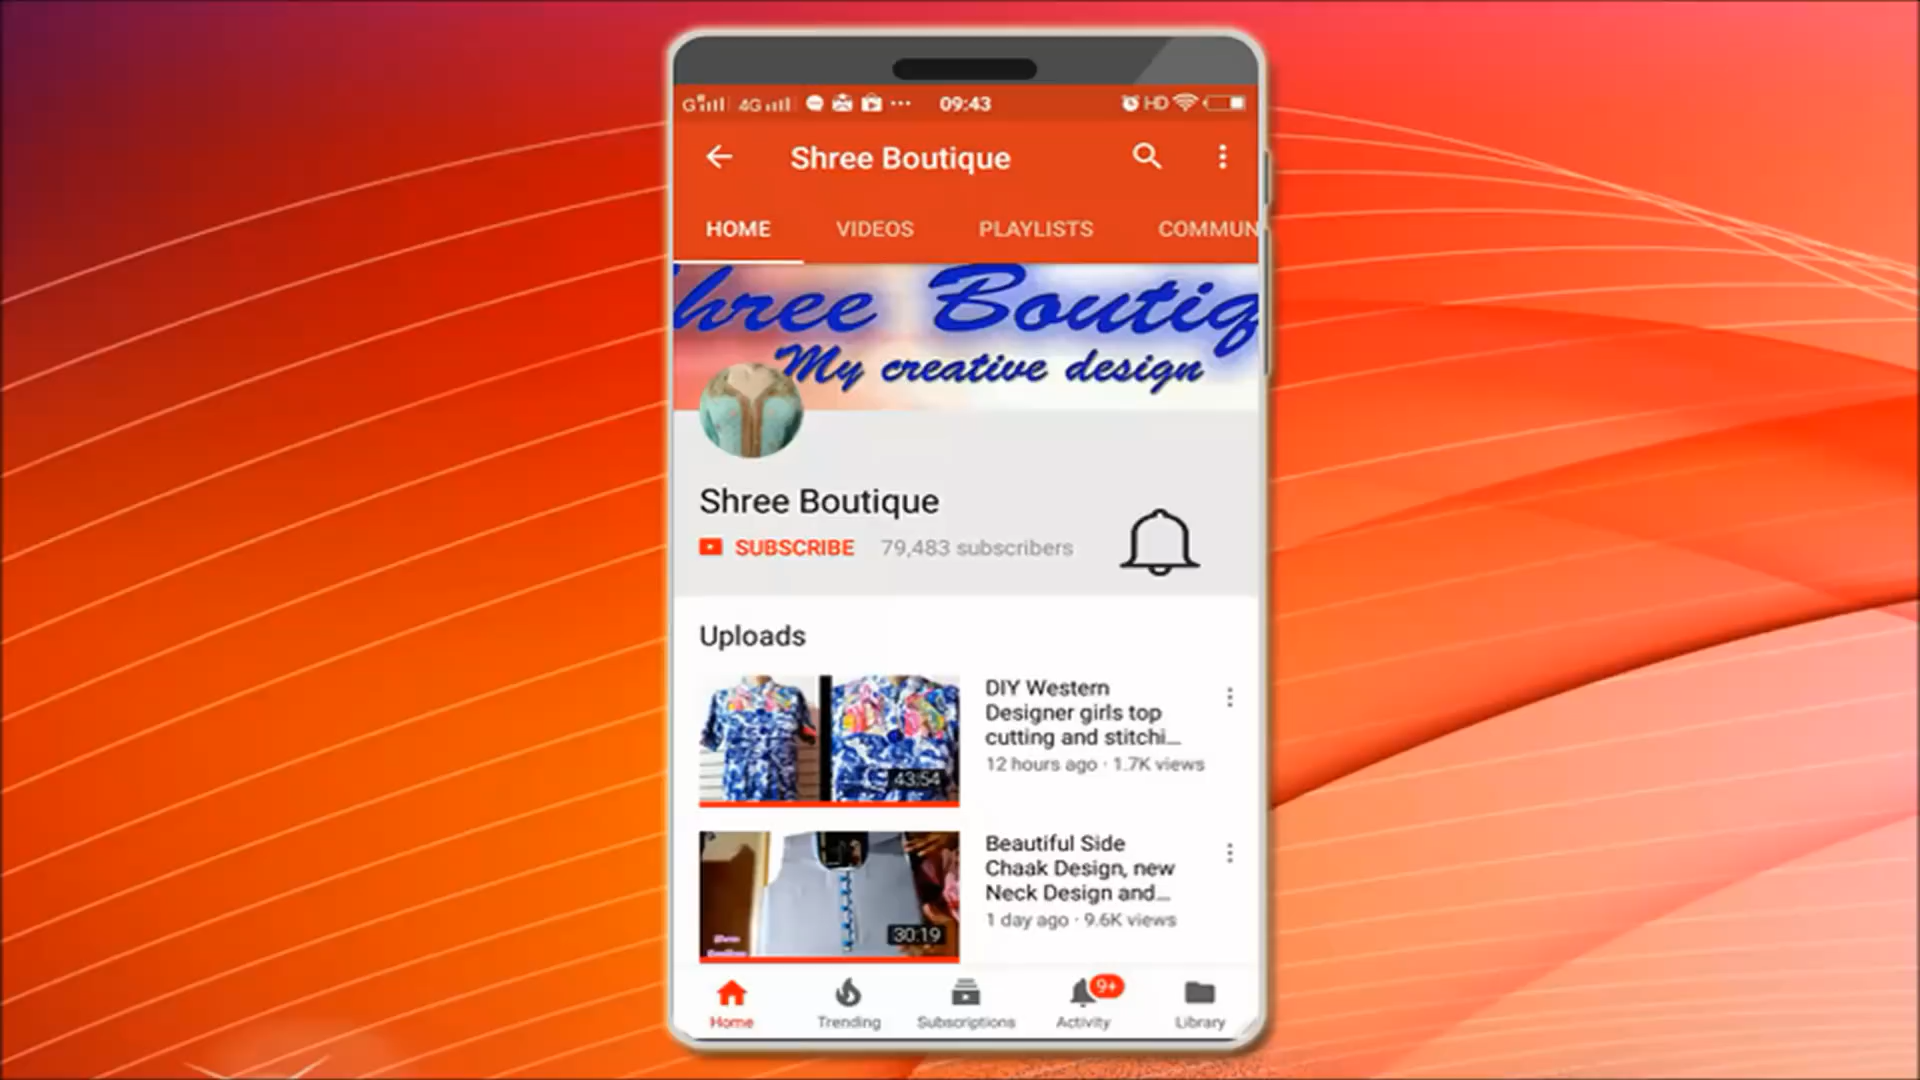 G 4G 09:43 HD
Shree Boutique
HOME VIDEOS PLAYLISTS COMMUN
hree Boutiq
My creative design
Shree Boutique
SUBSCRIBE 79,483 subscribers
Uploads
DIY Western
Designer girls top
cutting and stitchi...
12 hours ago · 1.7K views
43:54
Beautiful Side
Chaak Design, new
Neck Design and...
1 day ago · 9.6K views
30:19
9+
Home Trending Subscriptions Activity Library